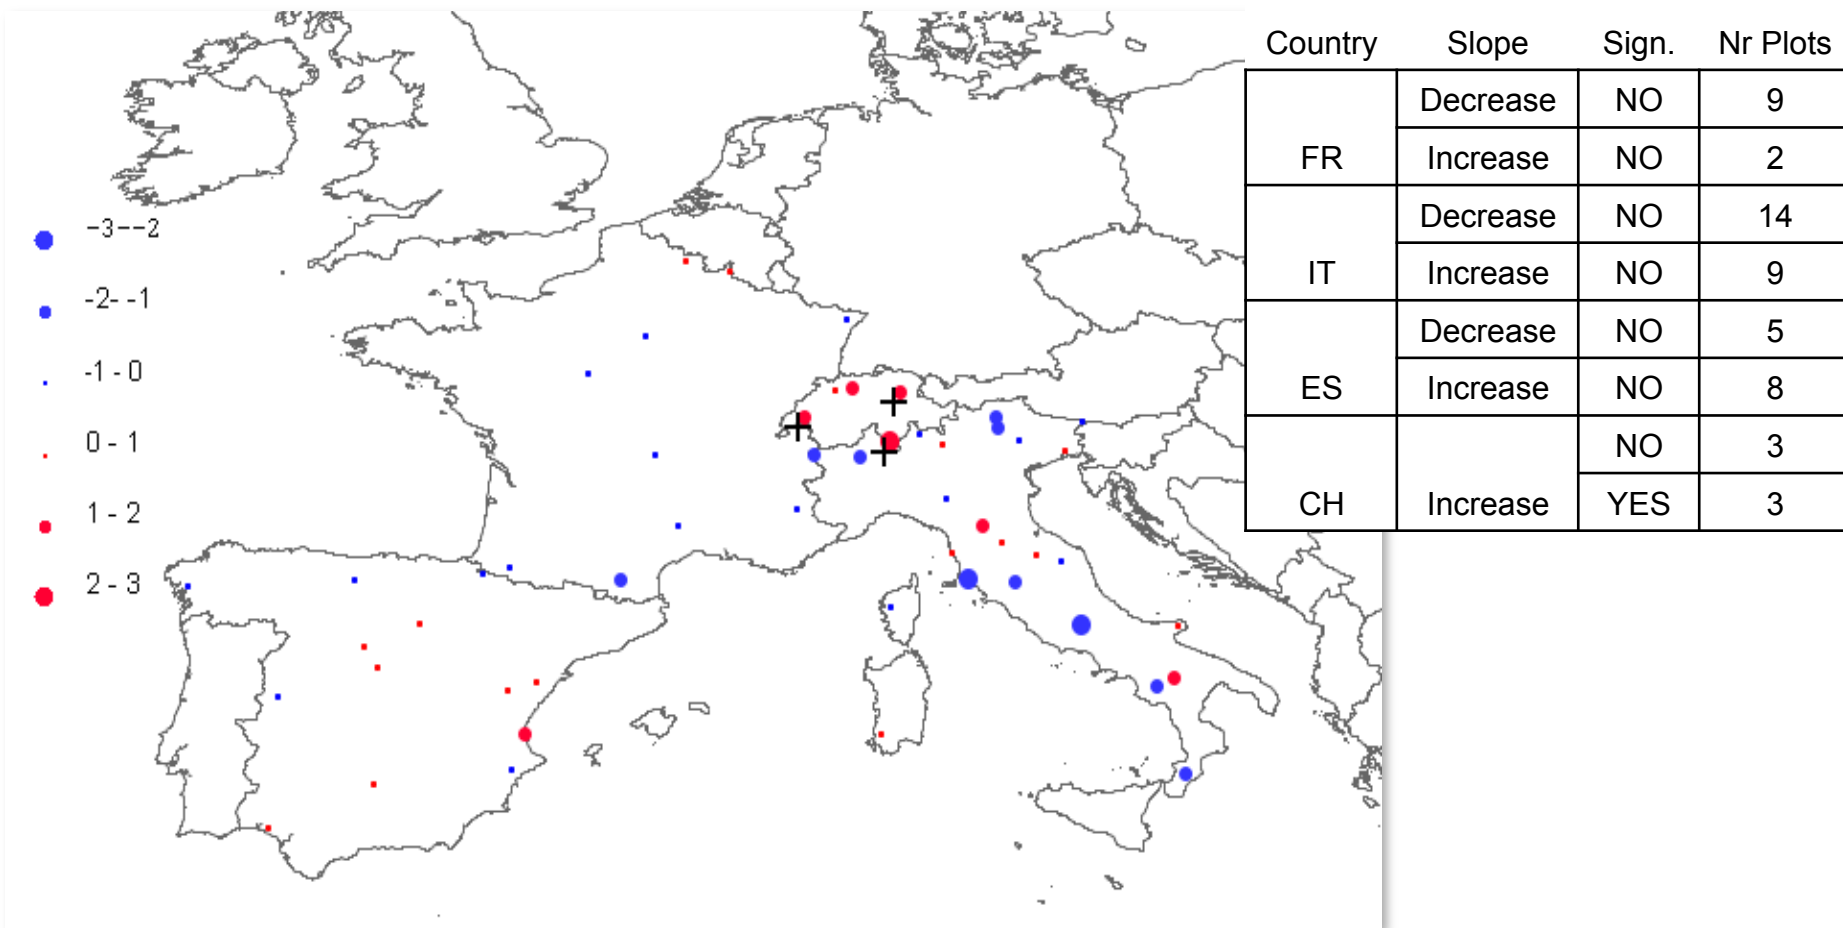 -3--2
-2- -1
-1 - 0
0 - 1
1 - 2
2 - 3
Country Slope Sign. Nr Plots
Decrease NO 9
FR Increase NO 2
Decrease NO 14
IT Increase NO 9
Decrease NO 5
ES Increase NO 8
NO 3
CH Increase YES 3